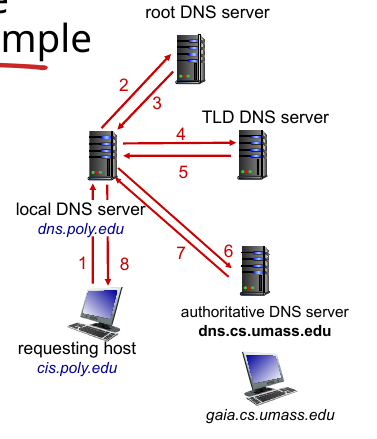 e
mple
root DNS server
2
3
TLD DNS server
4
5
local DNS server
dns.poly.edu
1
8
7
6
authoritative DNS server
dns.cs.umass.edu
requesting host
cis.poly.edu
gaia.cs.umass.edu